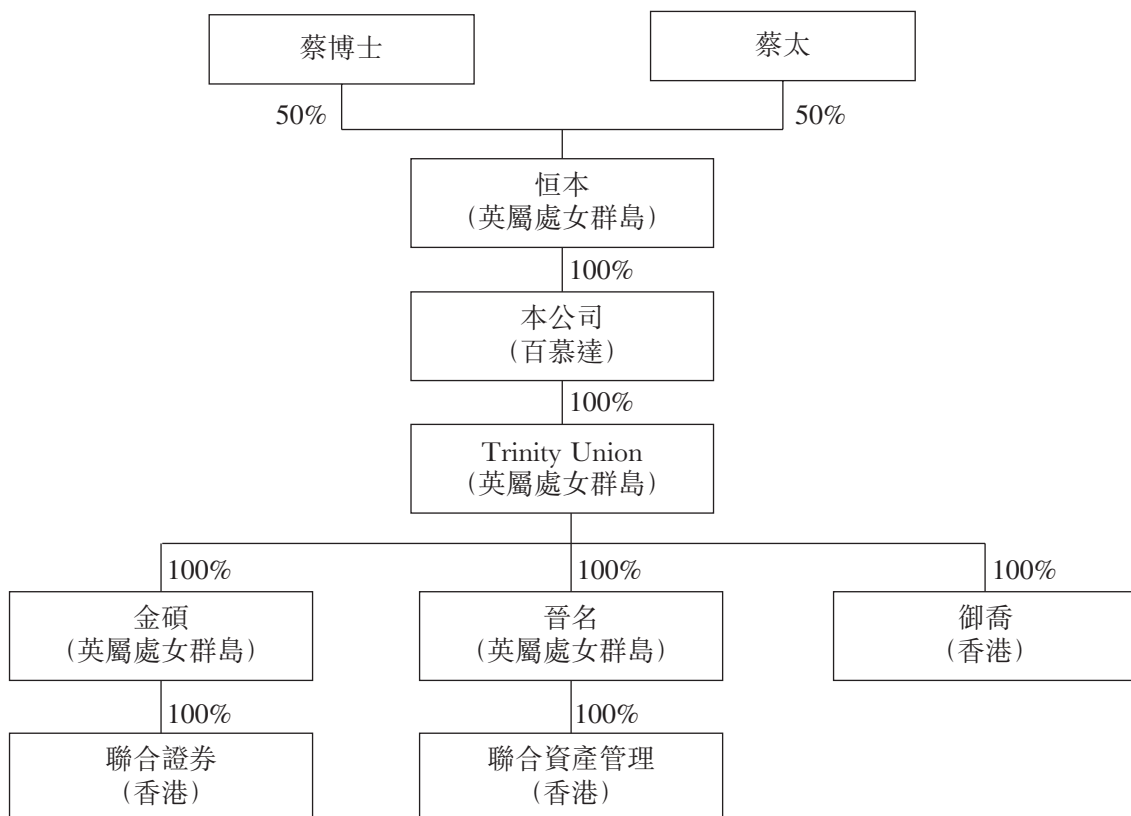 蔡博士
蔡太
50%
50%
恒本
（英屬處女群島）
100%
本公司
（百慕達）
100%
Trinity Union
（英屬處女群島）
100%
100%
100%
金碩
（英屬處女群島）
晉名
（英屬處女群島）
御喬
（香港）
100%
100%
聯合證券
（香港）
聯合資產管理
（香港）